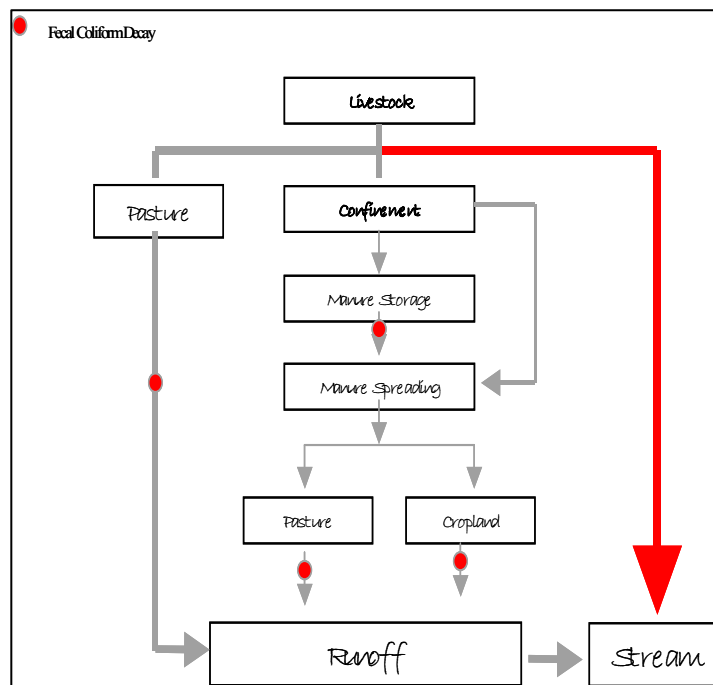 Fecal Coliform Decay
Livestock
Pasture
Confinement
Manure Storage
Manure Spreading
Pasture
Cropland
Runoff
Stream